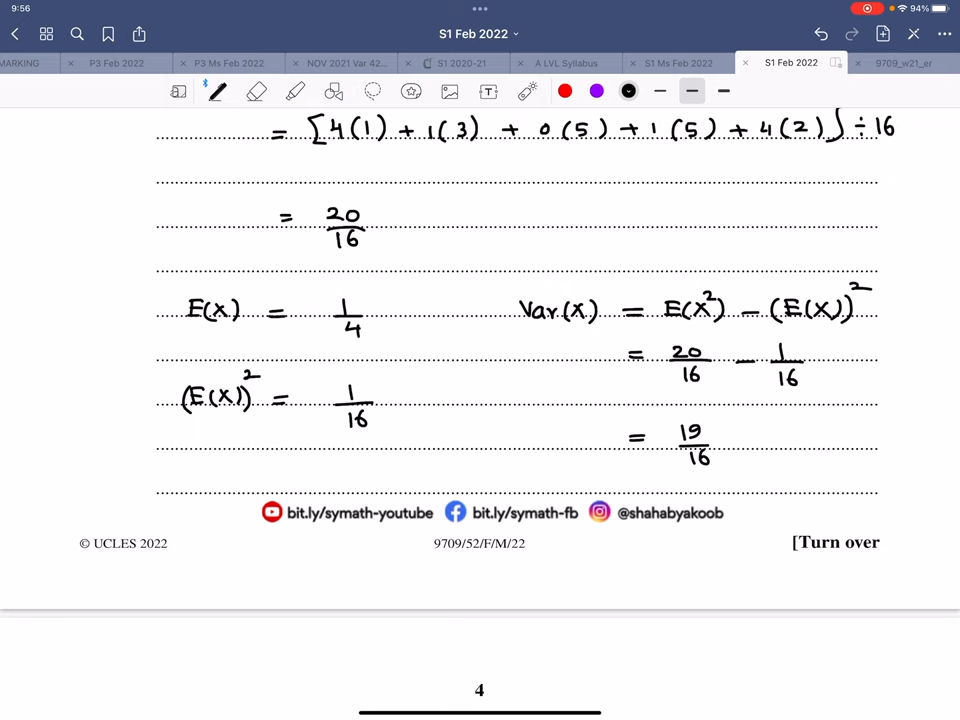 9:56
94%
S1 Feb 2022
MARKING
P3 Feb 2022
P3 Ms Feb 2022
NOV 2021 Var 42...
S1 2020-21
A LVL Syllabus
S1 Ms Feb 2022
S1 Feb 2022
9709_w21_er
= [4(1) + 1(3) + 0(5) + 1(5) + 4(2)] ÷ 16
= 20/16
E(X) = 1/4
Var(X) = E(X²) − (E(X))²
= 20/16 − 1/16
(E(X))² = 1/16
= 19/16
bit.ly/symath-youtube bit.ly/symath-fb @shahabyakoob
© UCLES 2022 9709/52/F/M/22 [Turn over
4